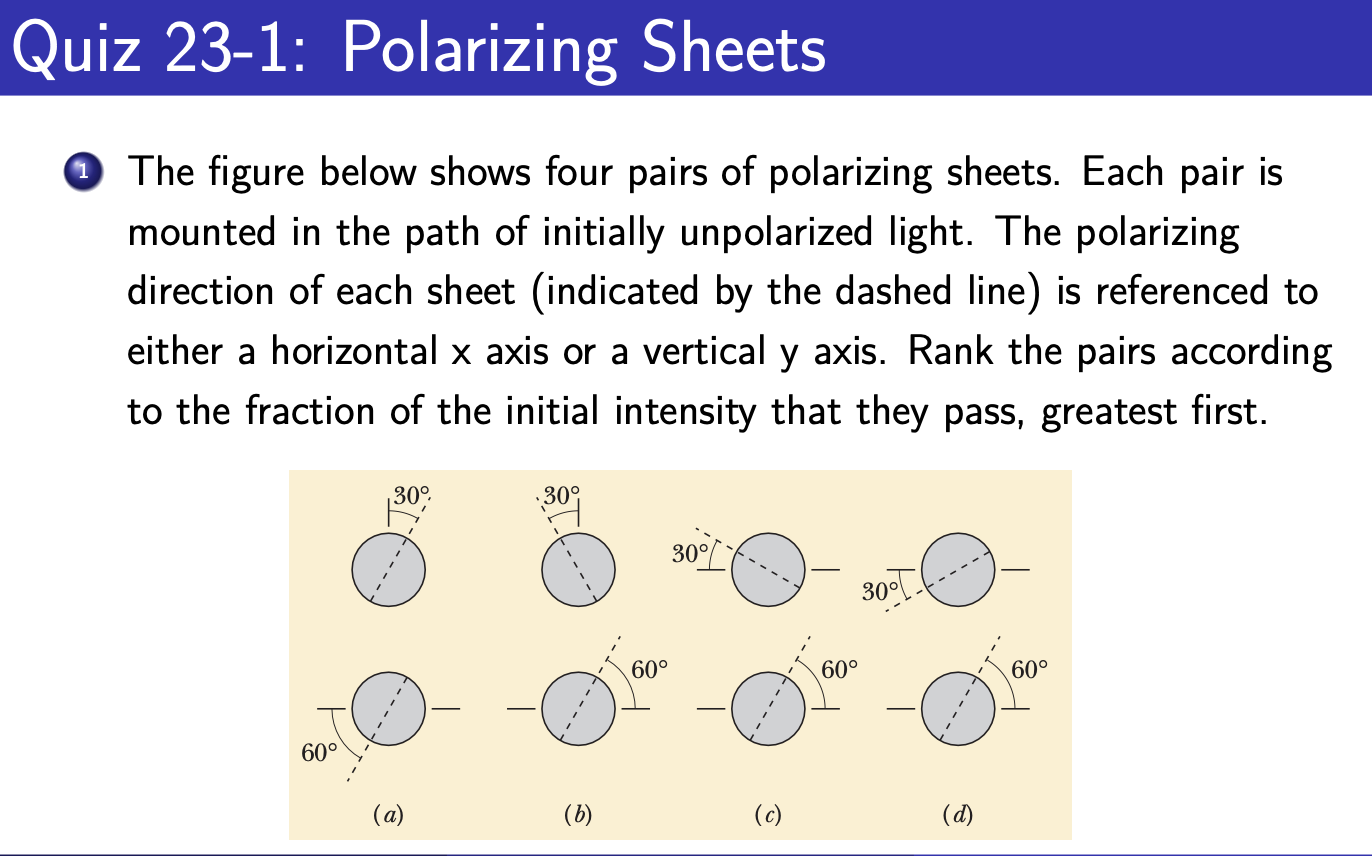 Quiz 23-1: Polarizing Sheets
1 The figure below shows four pairs of polarizing sheets. Each pair is
mounted in the path of initially unpolarized light. The polarizing
direction of each sheet (indicated by the dashed line) is referenced to
either a horizontal x axis or a vertical y axis. Rank the pairs according
to the fraction of the initial intensity that they pass, greatest first.
30° 30°
30° 30°
60° 60° 60°
60°
(a) (b) (c) (d)